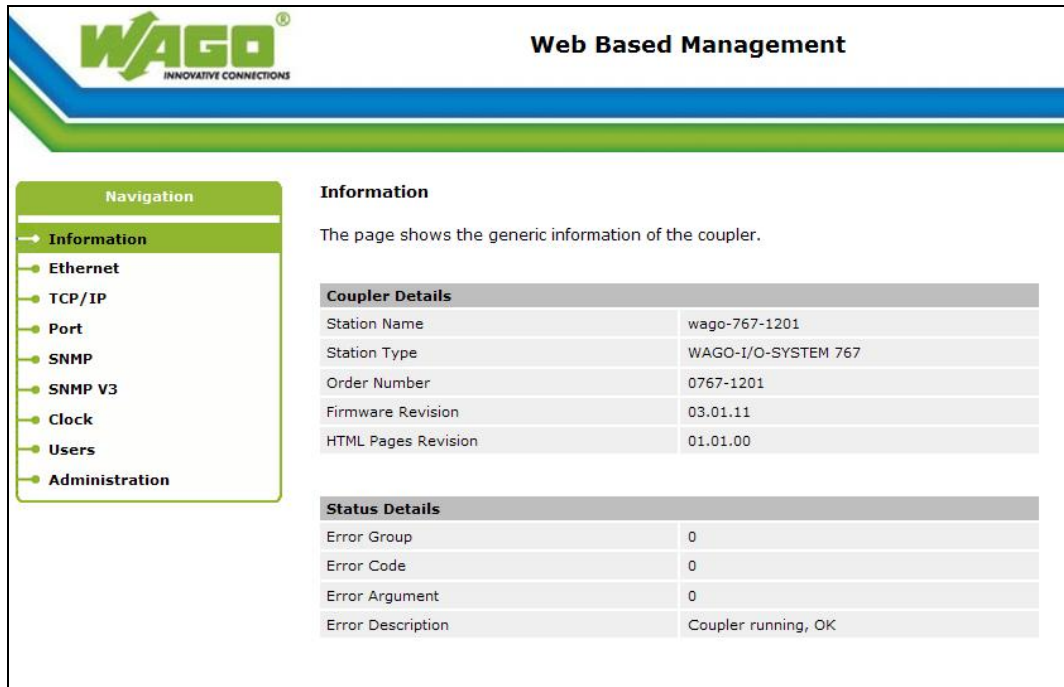 WAGO®
INNOVATIVE CONNECTIONS
Web Based Management
Navigation
Information
Ethernet
TCP/IP
Port
SNMP
SNMP V3
Clock
Users
Administration
Information
The page shows the generic information of the coupler.
Coupler Details
Station Name wago-767-1201
Station Type WAGO-I/O-SYSTEM 767
Order Number 0767-1201
Firmware Revision 03.01.11
HTML Pages Revision 01.01.00
Status Details
Error Group 0
Error Code 0
Error Argument 0
Error Description Coupler running, OK